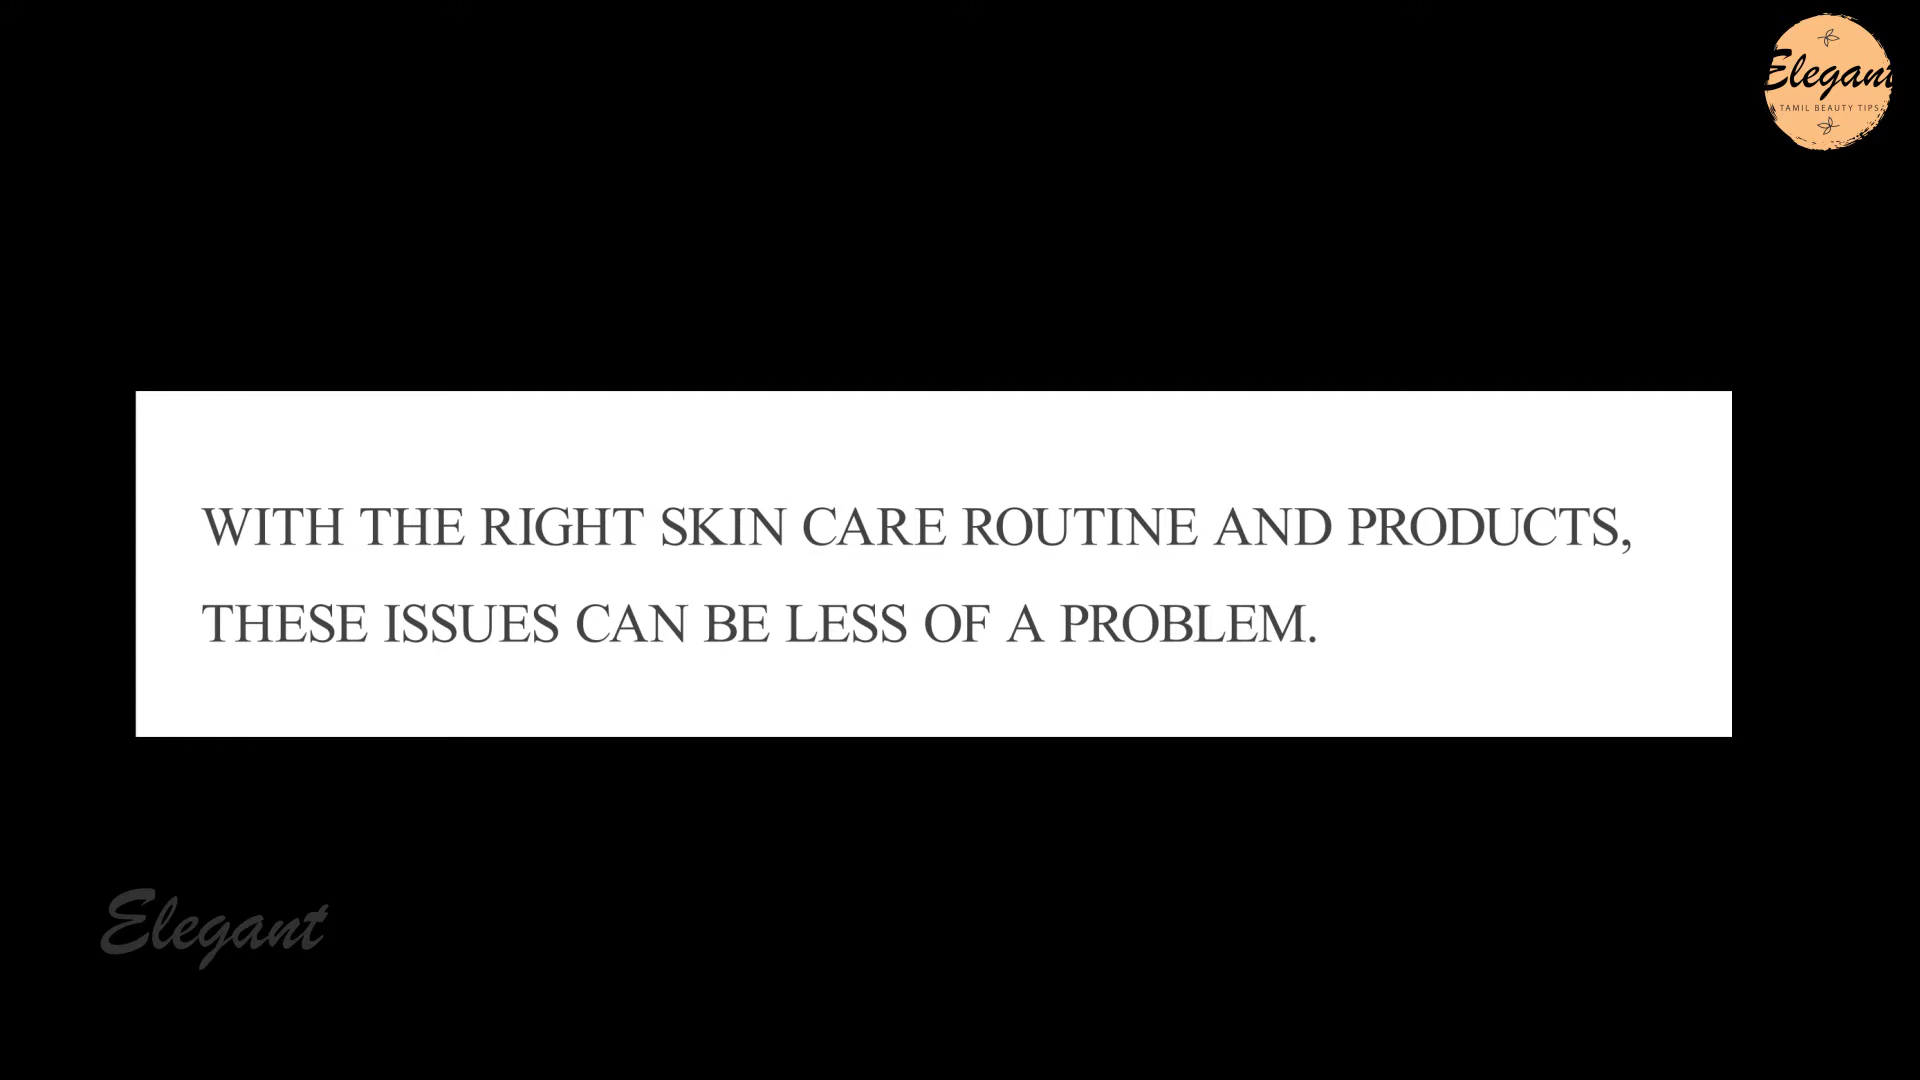 Elegant
TAMIL BEAUTY TIPS
WITH THE RIGHT SKIN CARE ROUTINE AND PRODUCTS,
THESE ISSUES CAN BE LESS OF A PROBLEM.
Elegant